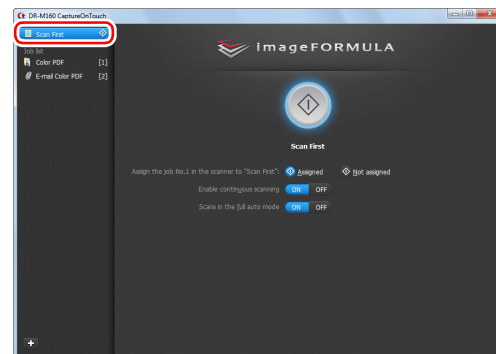 Ct DR-M160 CaptureOnTouch
Scan First
Job list
Color PDF [1]
E-mail Color PDF [2]
imageFORMULA
Scan First
Assign the job No.1 in the scanner to "Scan First": Assigned Not assigned
Enable continuous scanning ON OFF
Scans in the full auto mode ON OFF